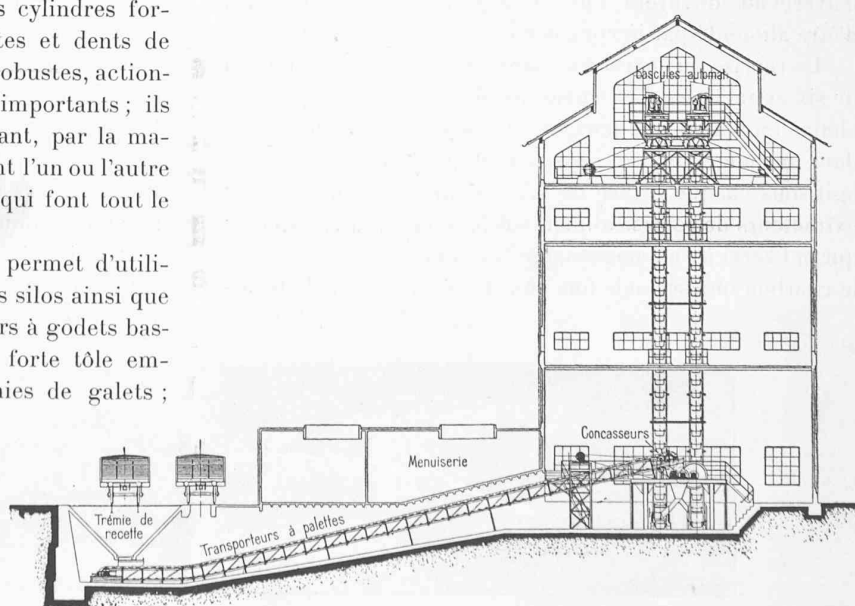 s cylindres for-
tes et dents de
obustes, action-
importants ; ils
ant, par la ma-
nt l'un ou l'autre
qui font tout le
permet d'utili-
s silos ainsi que
rs à godets bas-
forte tôle em-
nies de galets ;
bascules automat.
Concasseurs
Menuiserie
Trémie de
recette
Transporteurs à palettes